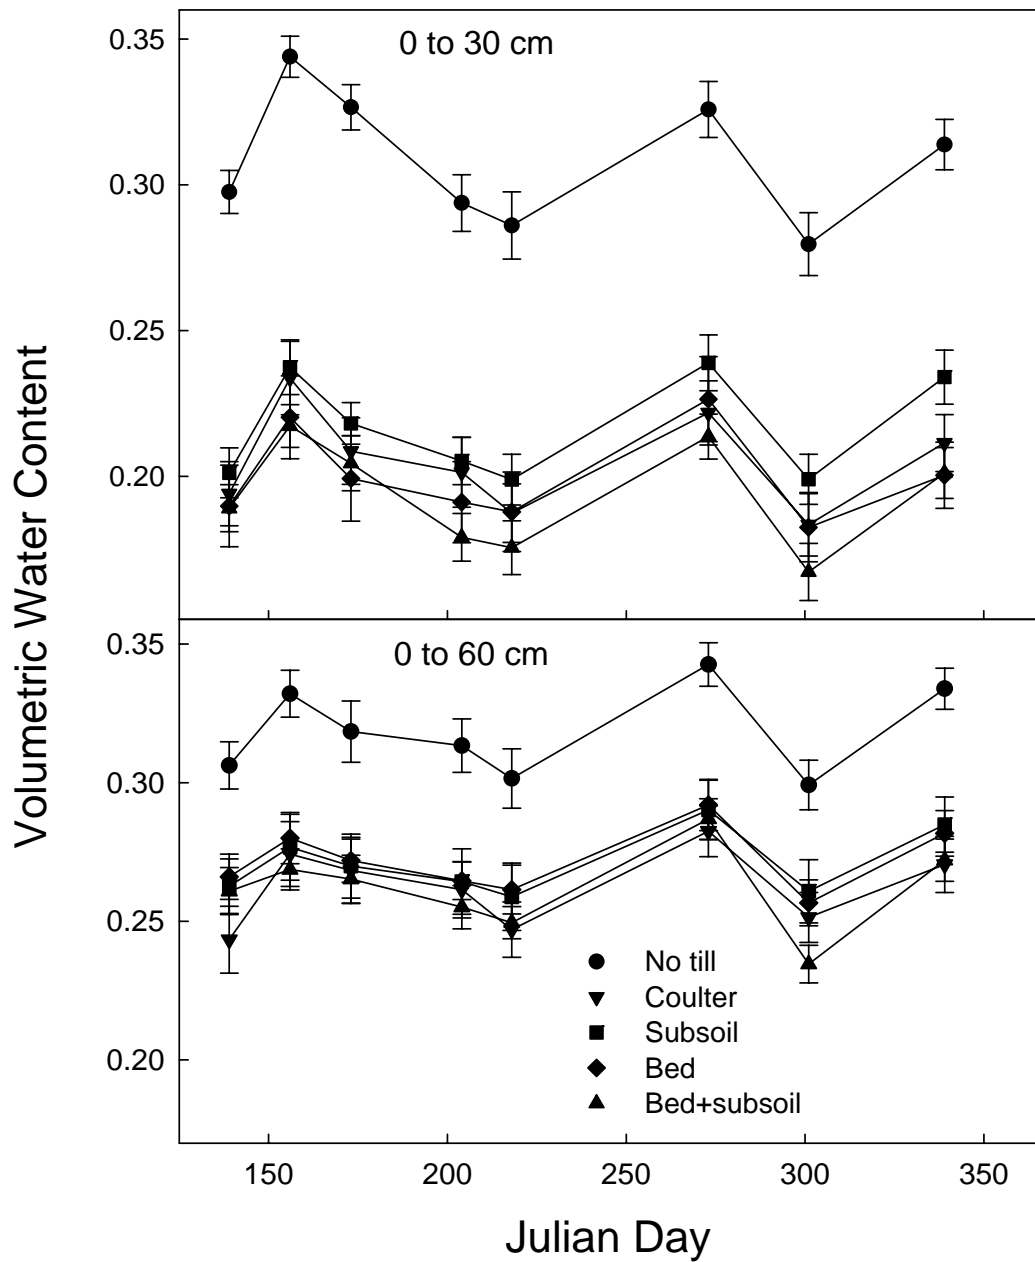 0 to 30 cm
0.35
0.30
0.25
0.20
Volumetric Water Content
0 to 60 cm
0.35
0.30
0.25
0.20
No till
Coulter
Subsoil
Bed
Bed+subsoil
150 200 250 300 350
Julian Day